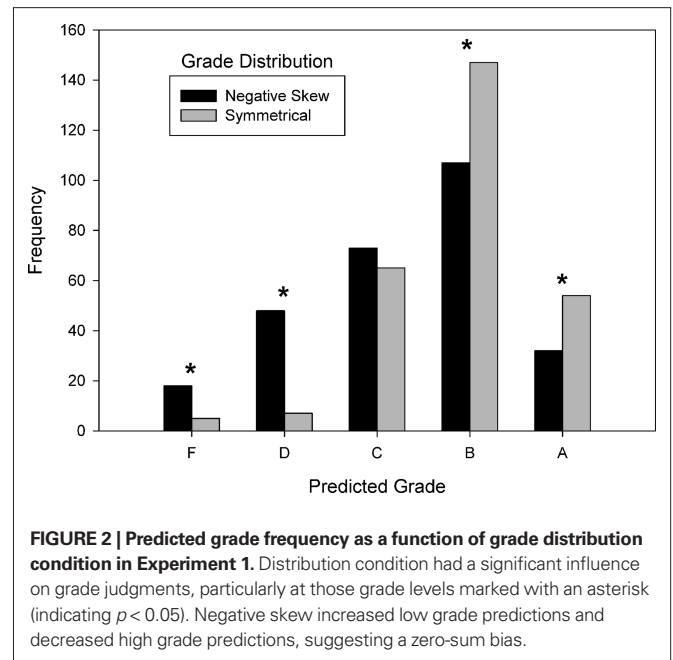 160
140
120
100
80
60
40
20
0
Frequency
Grade Distribution
Negative Skew
Symmetrical
*
*
*
*
F D C B A
Predicted Grade
FIGURE 2 | Predicted grade frequency as a function of grade distribution
condition in Experiment 1. Distribution condition had a significant influence
on grade judgments, particularly at those grade levels marked with an asterisk
(indicating p < 0.05). Negative skew increased low grade predictions and
decreased high grade predictions, suggesting a zero-sum bias.